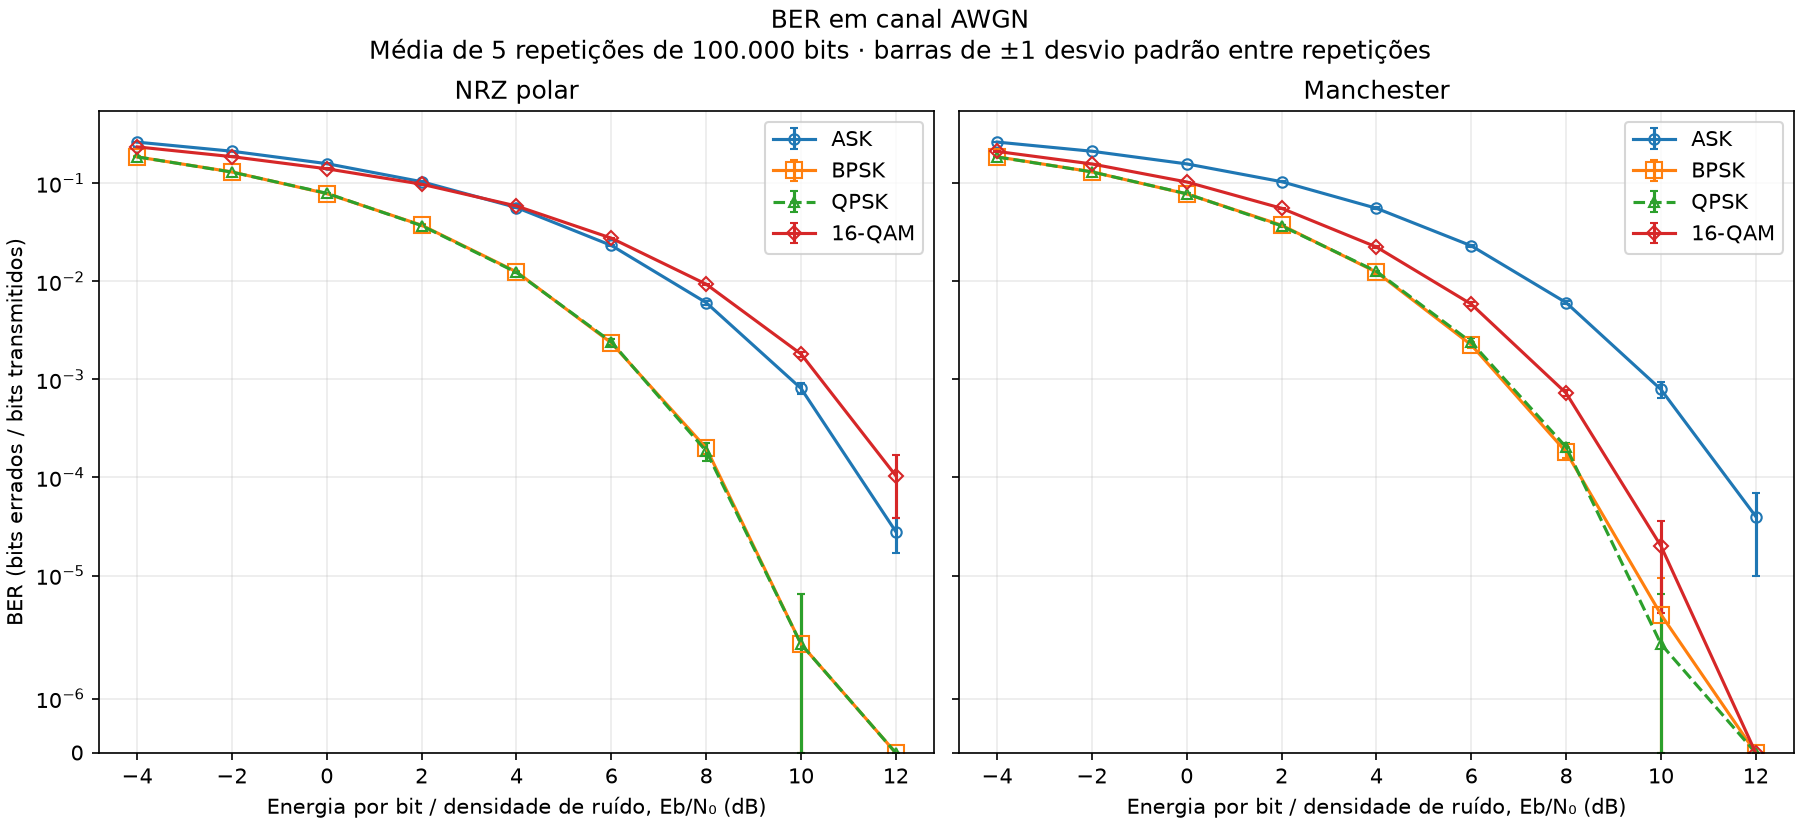 BER em canal AWGN
Média de 5 repetições de 100.000 bits · barras de ±1 desvio padrão entre repetições
NRZ polar
Manchester
ASK
BPSK
QPSK
16-QAM
ASK
BPSK
QPSK
16-QAM
BER (bits errados / bits transmitidos)
10⁻¹
10⁻²
10⁻³
10⁻⁴
10⁻⁵
10⁻⁶
0
−4 −2 0 2 4 6 8 10 12
−4 −2 0 2 4 6 8 10 12
Energia por bit / densidade de ruído, Eb/N₀ (dB)
Energia por bit / densidade de ruído, Eb/N₀ (dB)